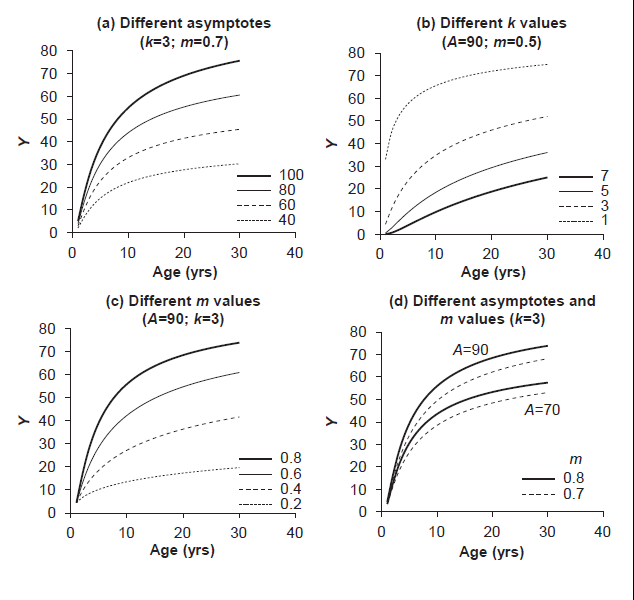 (a) Different asymptotes
(k=3; m=0.7)
80
70
60
50
40
30
20
10
0
Y
100
80
60
40
0 10 20 30 40
Age (yrs)
(b) Different k values
(A=90; m=0.5)
80
70
60
50
40
30
20
10
0
Y
7
5
3
1
0 10 20 30 40
Age (yrs)
(c) Different m values
(A=90; k=3)
80
70
60
50
40
30
20
10
0
Y
0.8
0.6
0.4
0.2
0 10 20 30 40
Age (yrs)
(d) Different asymptotes and
m values (k=3)
80
70
60
50
40
30
20
10
0
Y
A=90
A=70
m
0.8
0.7
0 10 20 30 40
Age (yrs)